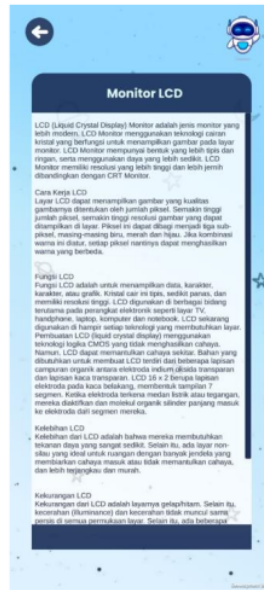 Monitor LCD
LCD (Liquid Crystal Display) Monitor adalah jenis monitor yang
lebih modern. LCD Monitor menggunakan teknologi cairan
kristal yang berfungsi untuk menampilkan gambar pada layar
monitor. LCD Monitor mempunyai bentuk yang lebih tipis dan
ringan, serta menggunakan daya yang lebih sedikit. LCD
Monitor memiliki resolusi yang lebih tinggi dan lebih jernih
dibandingkan dengan CRT Monitor.
Cara Kerja LCD
Layar LCD dapat menampilkan gambar yang kualitas
gambarnya ditentukan oleh jumlah piksel. Semakin tinggi
jumlah piksel, semakin tinggi resolusi gambar yang dapat
ditampilkan di layar. Piksel ini dapat dibagi menjadi tiga sub-
piksel, masing-masing biru, merah dan hijau. Jika kombinasi
warna ini diatur, setiap piksel nantinya dapat menghasilkan
warna yang berbeda.
Fungsi LCD
Fungsi LCD adalah untuk menampilkan data, karakter,
karakter, atau grafik. Kristal cair ini tipis, sedikit panas, dan
memiliki resolusi tinggi. LCD digunakan di berbagai bidang
terutama pada perangkat elektronik seperti layar TV,
handphone, laptop, komputer dan notebook. LCD sekarang
digunakan di hampir setiap teknologi yang membutuhkan layar.
Pembuatan LCD (liquid crystal display) menggunakan
teknologi logika CMOS yang tidak menghasilkan cahaya.
Namun, LCD dapat memantulkan cahaya sekitar. Bahan yang
dibutuhkan untuk membuat LCD terdiri dari beberapa lapisan
campuran organik antara elektroda indium oksida transparan
dan lapisan kaca transparan. LCD 16 x 2 berupa lapisan
elektroda pada kaca belakang, membentuk tampilan 7
segmen. Ketika elektroda terkena medan listrik atau tegangan,
mereka diaktifkan dan molekul organik silinder panjang masuk
ke elektroda dari segmen mereka.
Kelebihan LCD
Kelebihan dari LCD adalah bahwa mereka membutuhkan
tekanan daya yang sangat sedikit. Selain itu, ada layar non-
silau yang ideal untuk ruangan dengan banyak jendela yang
membiarkan cahaya masuk atau tidak memantulkan cahaya,
dan lebih terjangkau dan murah.
Kekurangan LCD
Kekurangan dari LCD adalah layarnya gelap/hitam. Selain itu,
kecerahan (illuminance) dan kecerahan tidak muncul sama
persis di semua permukaan layar. Selain itu, ada beberapa